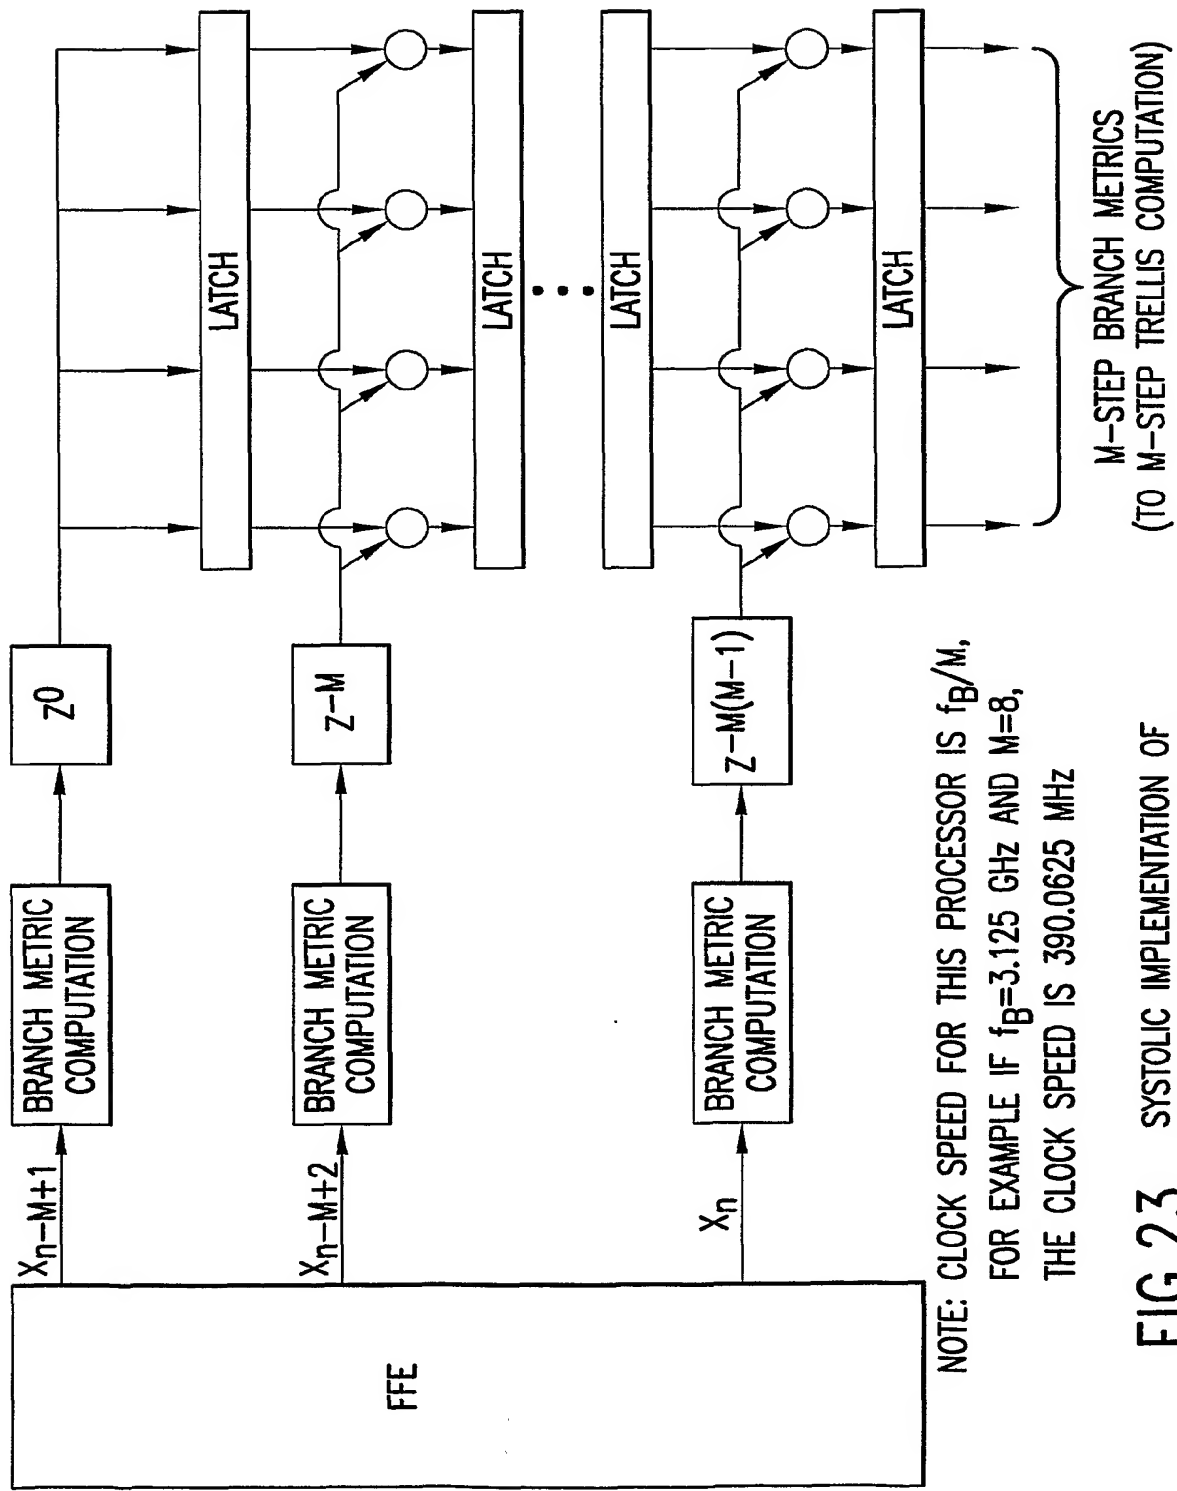 FFE
Xn-M+1
BRANCH METRIC
COMPUTATION
Z0
LATCH
Xn-M+2
BRANCH METRIC
COMPUTATION
Z-M
LATCH
LATCH
Xn
BRANCH METRIC
COMPUTATION
Z-M(M-1)
LATCH
M-STEP BRANCH METRICS
(TO M-STEP TRELLIS COMPUTATION)
NOTE: CLOCK SPEED FOR THIS PROCESSOR IS fB/M,
FOR EXAMPLE IF fB=3.125 GHz AND M=8,
THE CLOCK SPEED IS 390.0625 MHz
FIG.23 SYSTOLIC IMPLEMENTATION OF